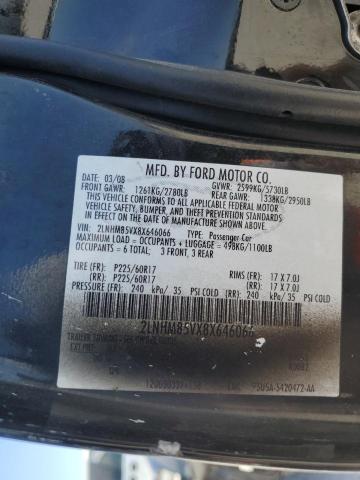 MFD. BY FORD MOTOR CO.
DATE: 03/08 GVWR: 2599KG/5730LB
FRONT GAWR: 1261KG/2780LB REAR GAWR: 1338KG/2950LB
THIS VEHICLE CONFORMS TO ALL APPLICABLE FEDERAL MOTOR
VEHICLE SAFETY, BUMPER, AND THEFT PREVENTION STANDARDS
IN EFFECT ON THE DATE OF MANUFACTURE SHOWN ABOVE.
VIN: 2LNHM85VX8X646066
TYPE: Passenger Car
MAXIMUM LOAD = OCCUPANTS + LUGGAGE = 498KG/1100LB
OCCUPANTS: 6 TOTAL; 3 FRONT, 3 REAR
TIRE (FR): P225/60R17 RIMS (FR): 17 X 7.0J
(RR): P225/60R17 (RR): 17 X 7.0J
PRESSURE (FR): 240 kPa/ 35 PSI COLD (RR): 240 kPa/ 35 PSI COLD
2LNHM85VX8X646066
TRAILER TOWING -
EXT PNT: